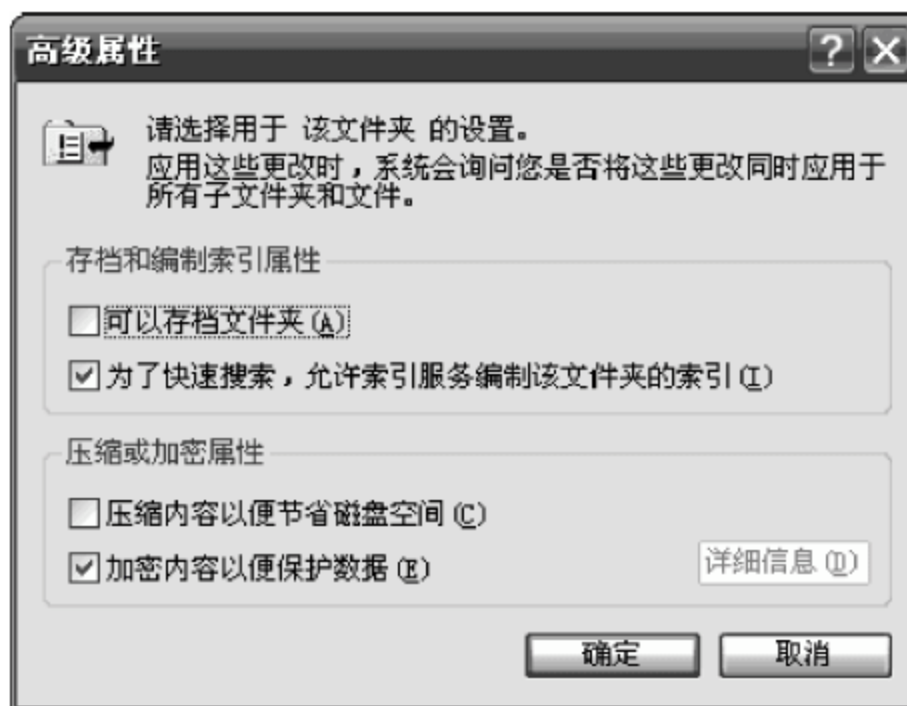 高级属性
请选择用于 该文件夹 的设置。
应用这些更改时，系统会询问您是否将这些更改同时应用于
所有子文件夹和文件。
存档和编制索引属性
可以存档文件夹(A)
为了快速搜索，允许索引服务编制该文件夹的索引(I)
压缩或加密属性
压缩内容以便节省磁盘空间(C)
加密内容以便保护数据(E)
详细信息(D)
确定
取消